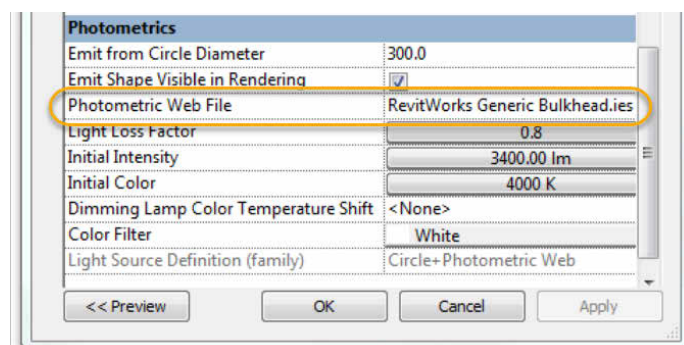 Photometrics
Emit from Circle Diameter 300.0
Emit Shape Visible in Rendering
Photometric Web File RevitWorks Generic Bulkhead.ies
Light Loss Factor 0.8
Initial Intensity 3400.00 lm
Initial Color 4000 K
Dimming Lamp Color Temperature Shift <None>
Color Filter White
Light Source Definition (family) Circle+Photometric Web
<< Preview OK Cancel Apply